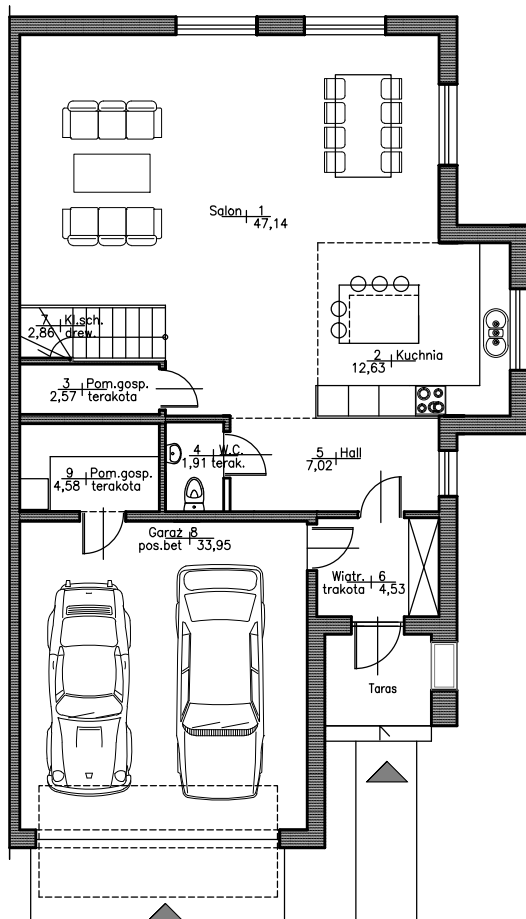 Salon 1
47,14
7 Kl.sch.
2,86 drew.
2 Kuchnia
12,63
3 Pom.gosp.
2,57 terakota
4 W.C.
1,91 terak.
5 Hall
7,02
9 Pom.gosp.
4,58 terakota
Garaż 8
pos.bet 33,95
Wiatr. 6
trakota 4,53
Taras